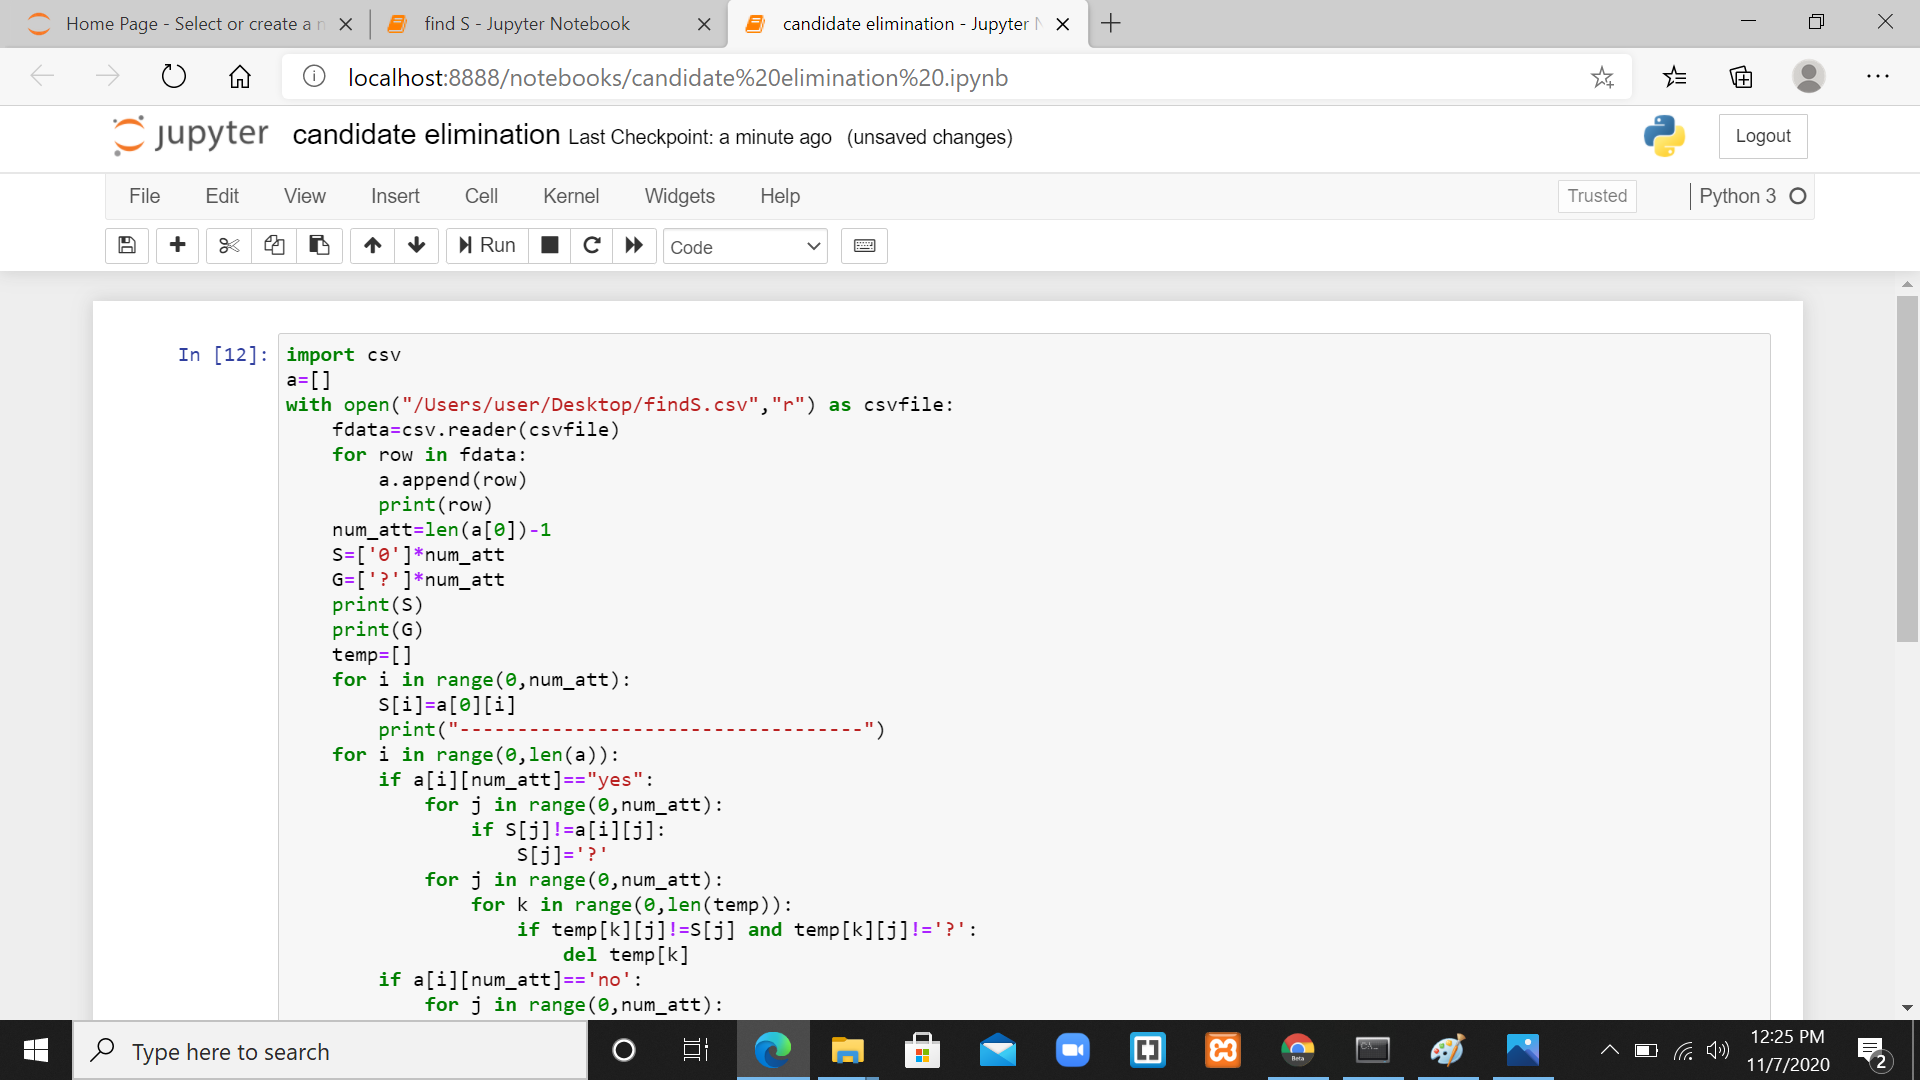 Home Page - Select or create a n
find S - Jupyter Notebook
candidate elimination - Jupyter N
localhost:8888/notebooks/candidate%20elimination%20.ipynb
jupyter candidate elimination Last Checkpoint: a minute ago (unsaved changes)
Logout
File Edit View Insert Cell Kernel Widgets Help
Trusted
Python 3
Run
Code
In [12]:
import csv
a=[]
with open("/Users/user/Desktop/findS.csv","r") as csvfile:
    fdata=csv.reader(csvfile)
    for row in fdata:
        a.append(row)
        print(row)
    num_att=len(a[0])-1
    S=['0']*num_att
    G=['?']*num_att
    print(S)
    print(G)
    temp=[]
    for i in range(0,num_att):
        S[i]=a[0][i]
        print("-----------------------------------")
    for i in range(0,len(a)):
        if a[i][num_att]=="yes":
            for j in range(0,num_att):
                if S[j]!=a[i][j]:
                    S[j]='?'
            for j in range(0,num_att):
                for k in range(0,len(temp)):
                    if temp[k][j]!=S[j] and temp[k][j]!='?':
                        del temp[k]
        if a[i][num_att]=='no':
            for j in range(0,num_att):
Type here to search
Beta
12:25 PM
11/7/2020
2